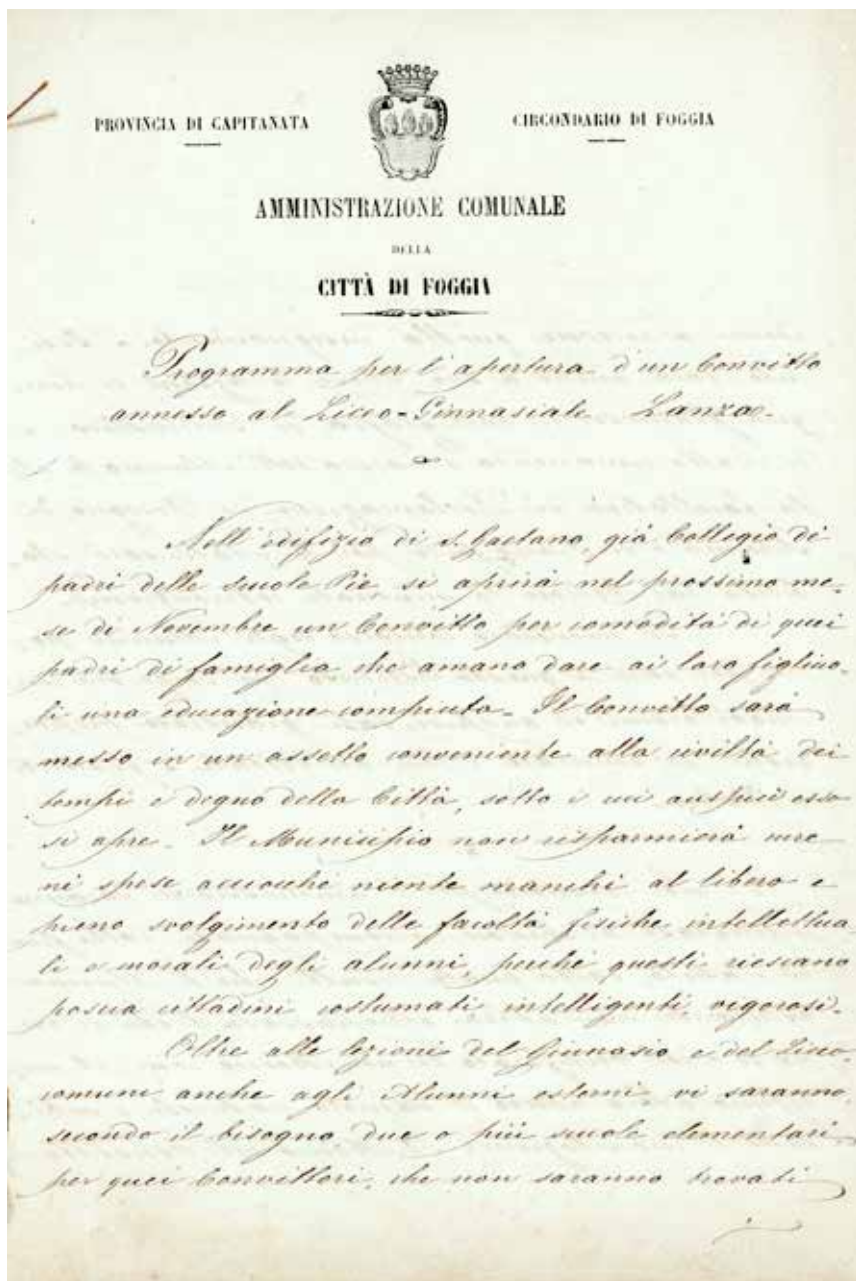 PROVINCIA DI CAPITANATA
CIRCONDARIO DI FOGGIA
AMMINISTRAZIONE COMUNALE
DELLA
CITTÀ DI FOGGIA
Programma per l'apertura d'un Convitto
annesso al Liceo=Ginnasiale Lanza.
Nell'edifizio di S. Gaetano, già Collegio de'
padri delle scuole Pie, si aprirà nel prossimo me-
se di Novembre un Convitto per comodità di quei
padri di famiglia che amano dare ai loro figliuo-
li una educazione compiuta. Il Convitto sarà
messo in un assetto conveniente alla civiltà dei
tempi e degno della Città, sotto i cui auspici esso
si apre. Il Municipio non risparmierà cure
nè spese acciocchè niente manchi al libero e
pieno svolgimento delle facoltà fisiche intellettua
li e morali degli alunni, perchè questi riescano
poscia cittadini costumati intelligenti, vigorosi.
Oltre alle lezioni del Ginnasio e del Liceo,
comuni anche agli Alunni esterni, vi saranno,
secondo il bisogno, due o più scuole elementari
per quei Convittori, che non saranno trovati